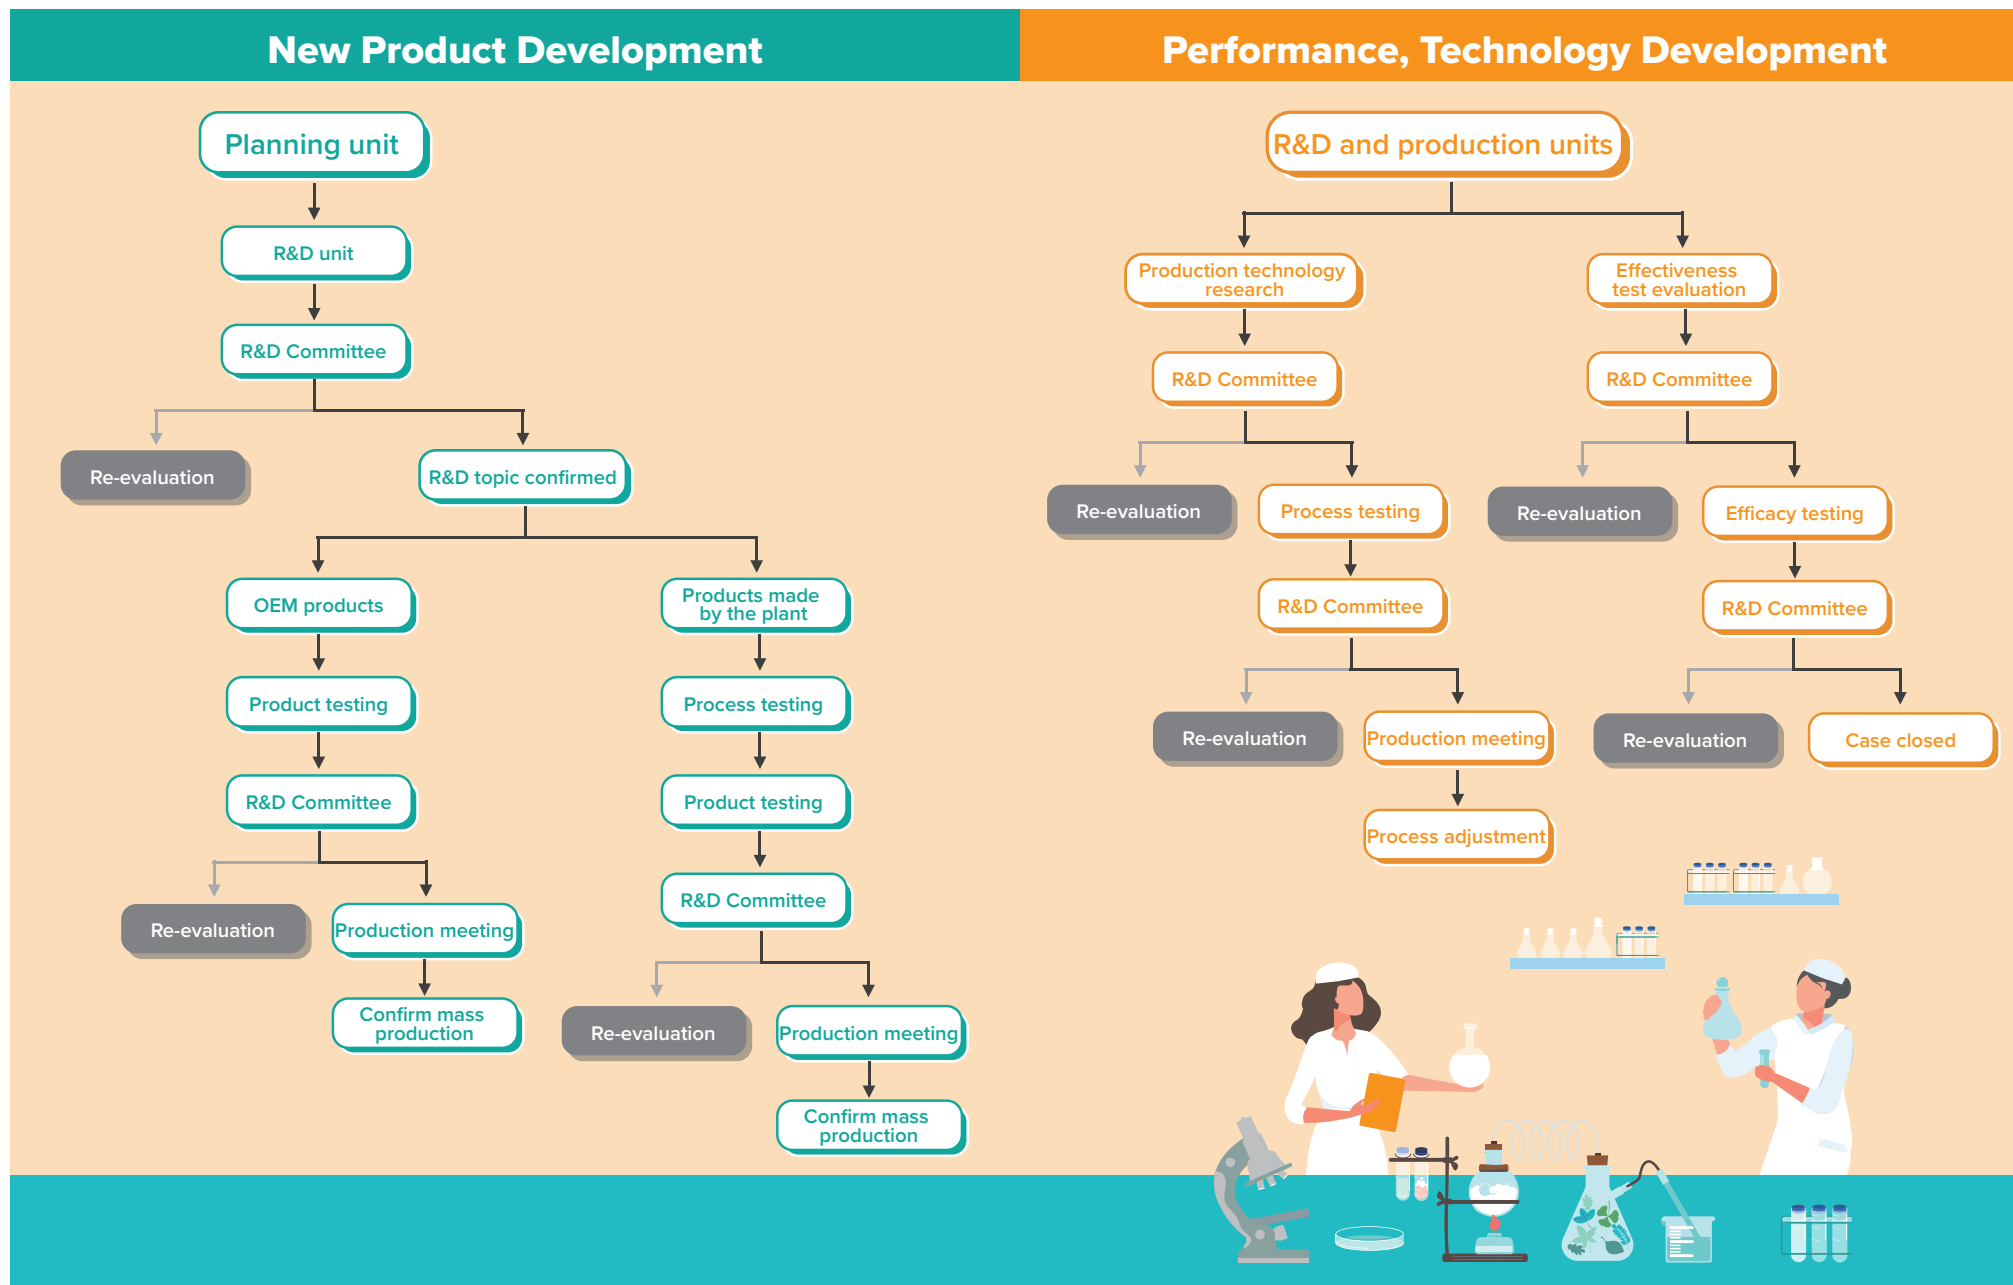 New Product Development
Performance, Technology Development
Planning unit
R&D unit
R&D Committee
Re-evaluation
R&D topic confirmed
OEM products
Product testing
R&D Committee
Re-evaluation
Production meeting
Confirm mass
production
Products made
by the plant
Process testing
Product testing
R&D Committee
Re-evaluation
Production meeting
Confirm mass
production
R&D and production units
Production technology
research
R&D Committee
Re-evaluation
Process testing
R&D Committee
Re-evaluation
Production meeting
Process adjustment
Effectiveness
test evaluation
R&D Committee
Re-evaluation
Efficacy testing
R&D Committee
Re-evaluation
Case closed